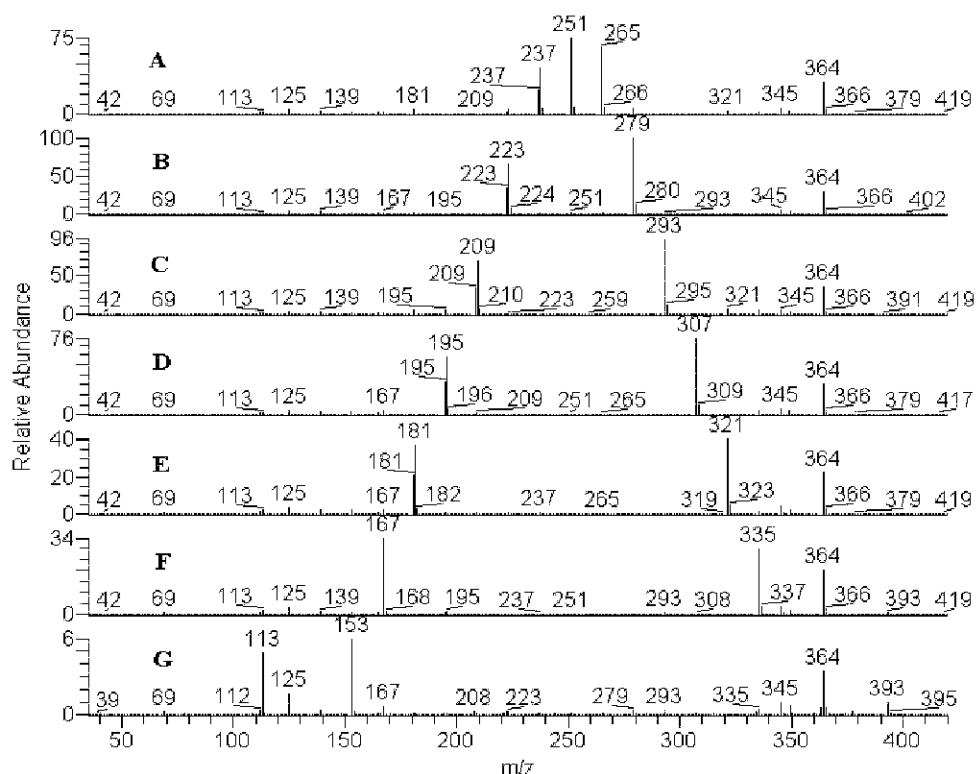 75 251 265
A 237 364
237
0 42 69 113 125 139 181 209 266 321 345 366 379 419
100 279
B 223 364
50 223
0 42 69 113 125 139 167 195 224 251 280 293 345 366 402
96 293
C 209 364
50 209
0 42 69 113 125 139 195 210 223 259 295 321 345 366 391 419
76 307
D 195 364
195
0 42 69 113 125 167 196 209 251 265 309 345 366 379 417
40 181 321
E 364
20 181
0 42 69 113 125 167 182 237 265 319 323 366 379 419
34 167 335
F 364
0 42 69 113 125 139 168 195 237 251 293 308 337 366 393 419
6 113 153
G 125 364
0 39 69 112 167 208 223 279 293 335 345 393 395
50 100 150 200 250 300 350 400
m/z
Relative Abundance